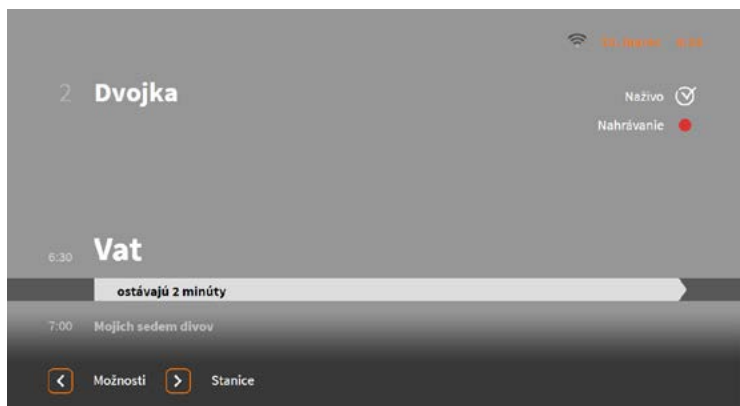 2 Dvojka
Naživo
Nahrávanie
6:30 Vat
ostávajú 2 minúty
7:00 Mojich sedem divov
Možnosti Stanice